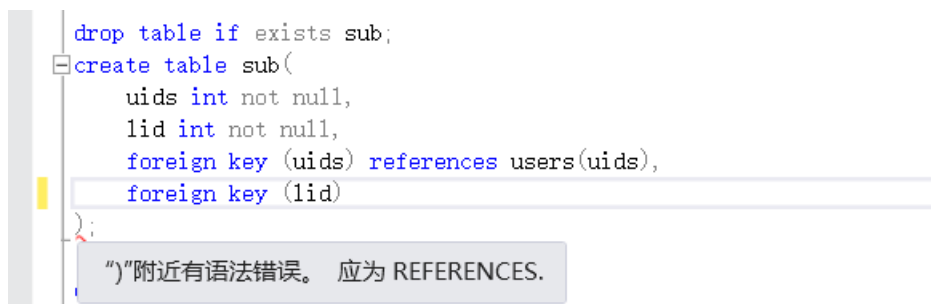 drop table if exists sub;
create table sub(
uids int not null,
lid int not null,
foreign key (uids) references users(uids),
foreign key (lid)
);
“)”附近有语法错误。 应为 REFERENCES.